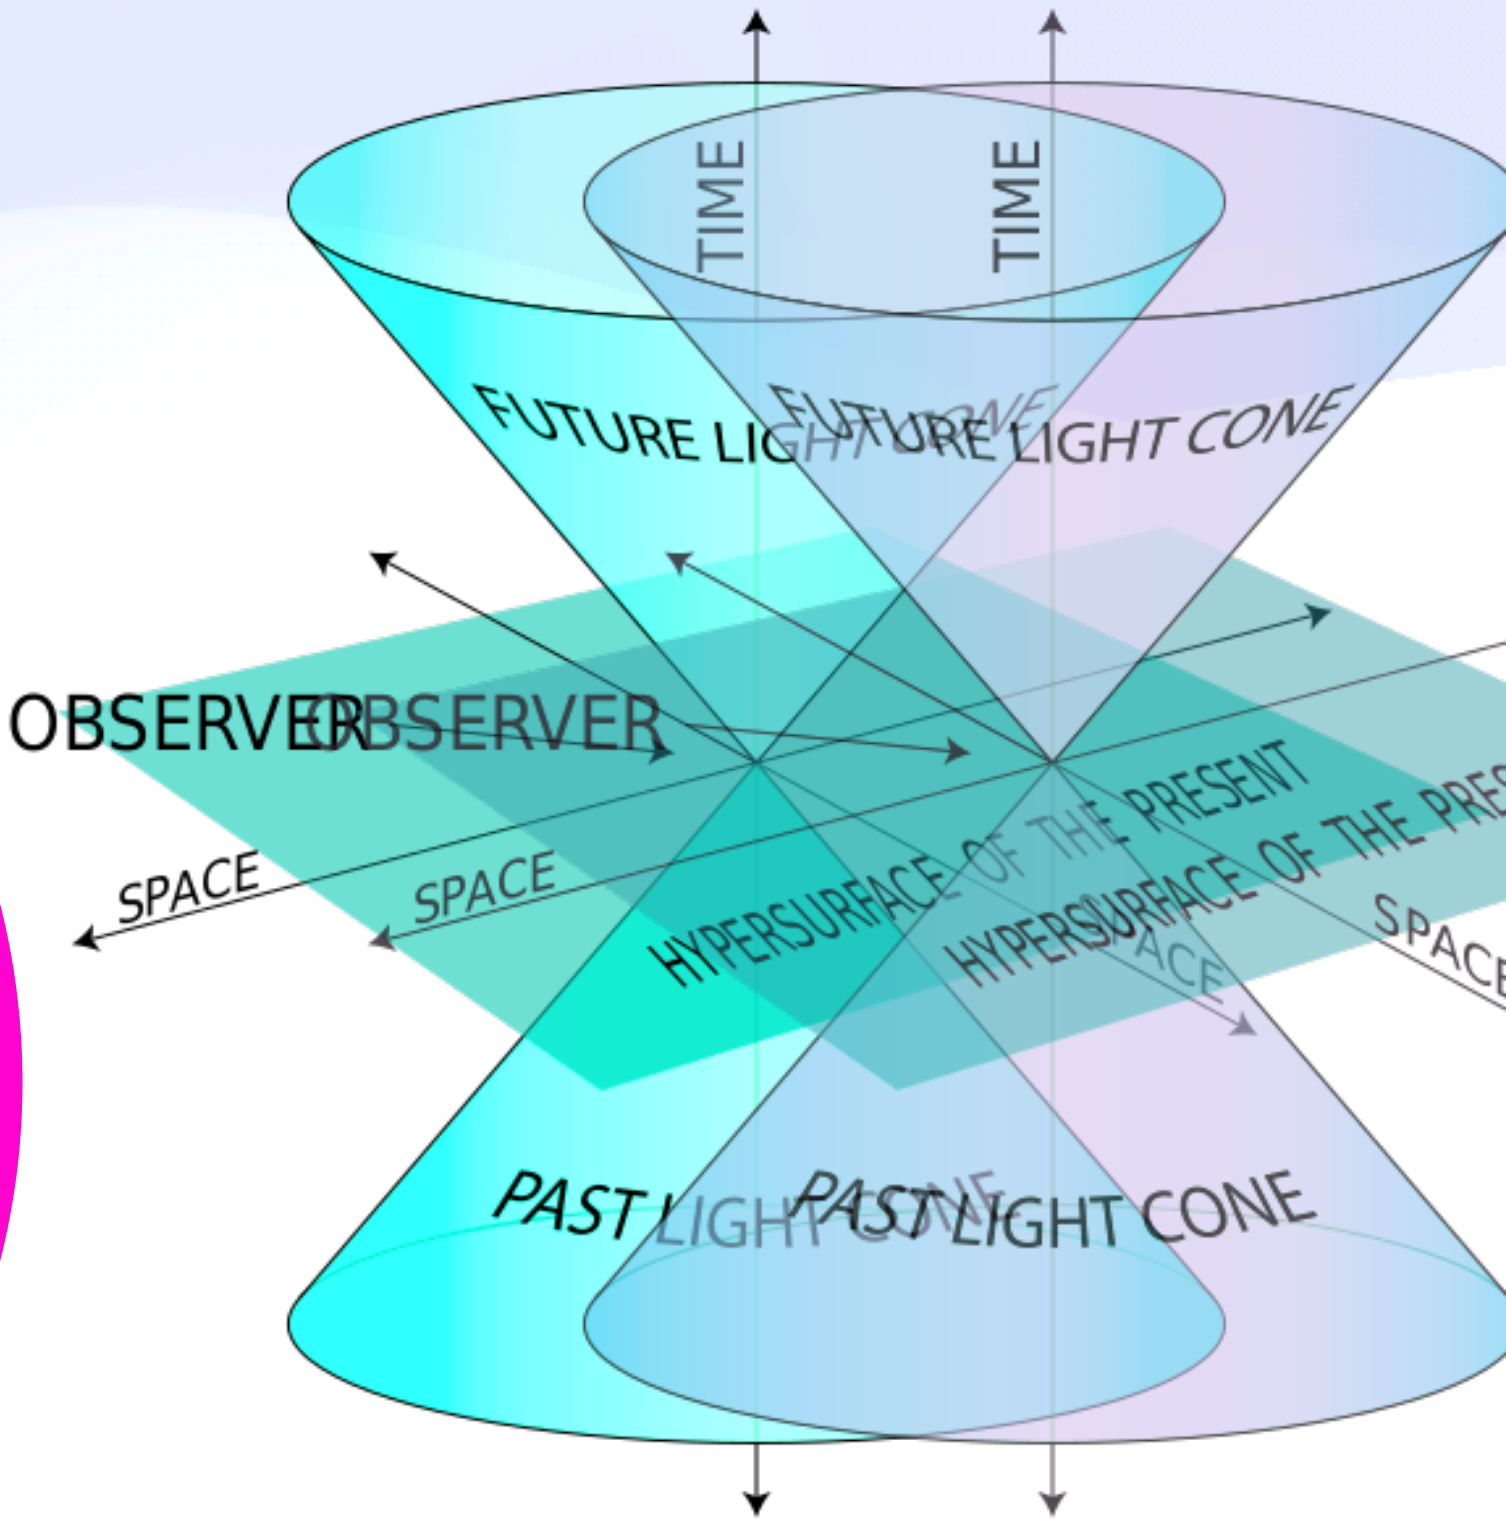 TIME
TIME
FUTURE LIGHT CONE
FUTURE LIGHT CONE
OBSERVER
OBSERVER
SPACE
SPACE
HYPERSURFACE OF THE PRESENT
HYPERSURFACE OF THE PRES
SPACE
SPACE
PAST LIGHT CONE
PAST LIGHT CONE